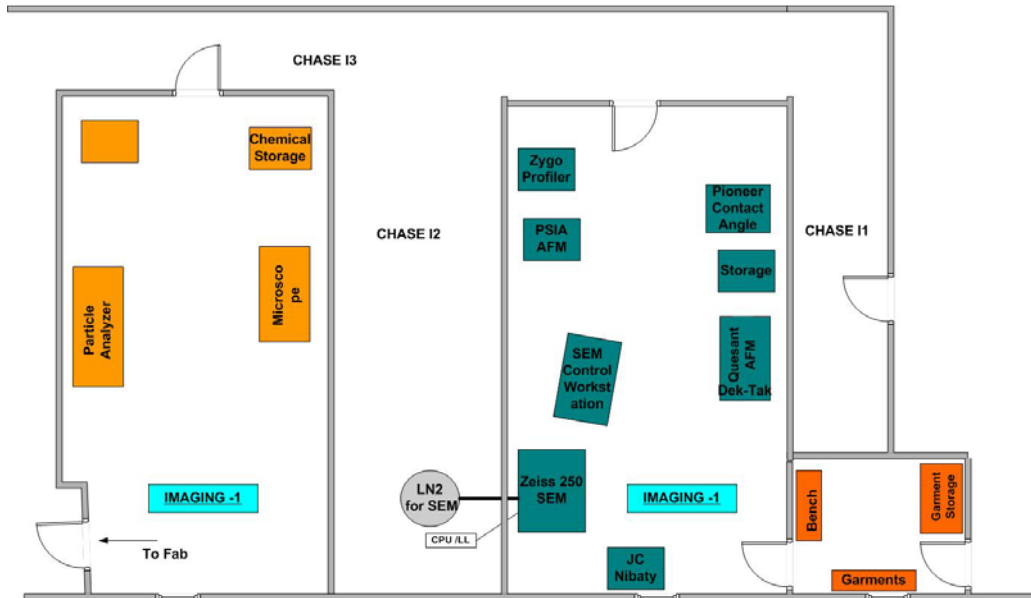 CHASE I3
Chemical
Storage
Zygo
Profiler
Pioneer
Contact
Angle
PSIA
AFM
CHASE I2
CHASE I1
Storage
Particle
Analyzer
Microsco
pe
SEM
Control
Workst
ation
Quesant
AFM
Dek-Tak
IMAGING -1
LN2
for SEM
Zeiss 250
SEM
IMAGING -1
Bench
Garment
Storage
CPU /LL
To Fab
JC
Nibaty
Garments